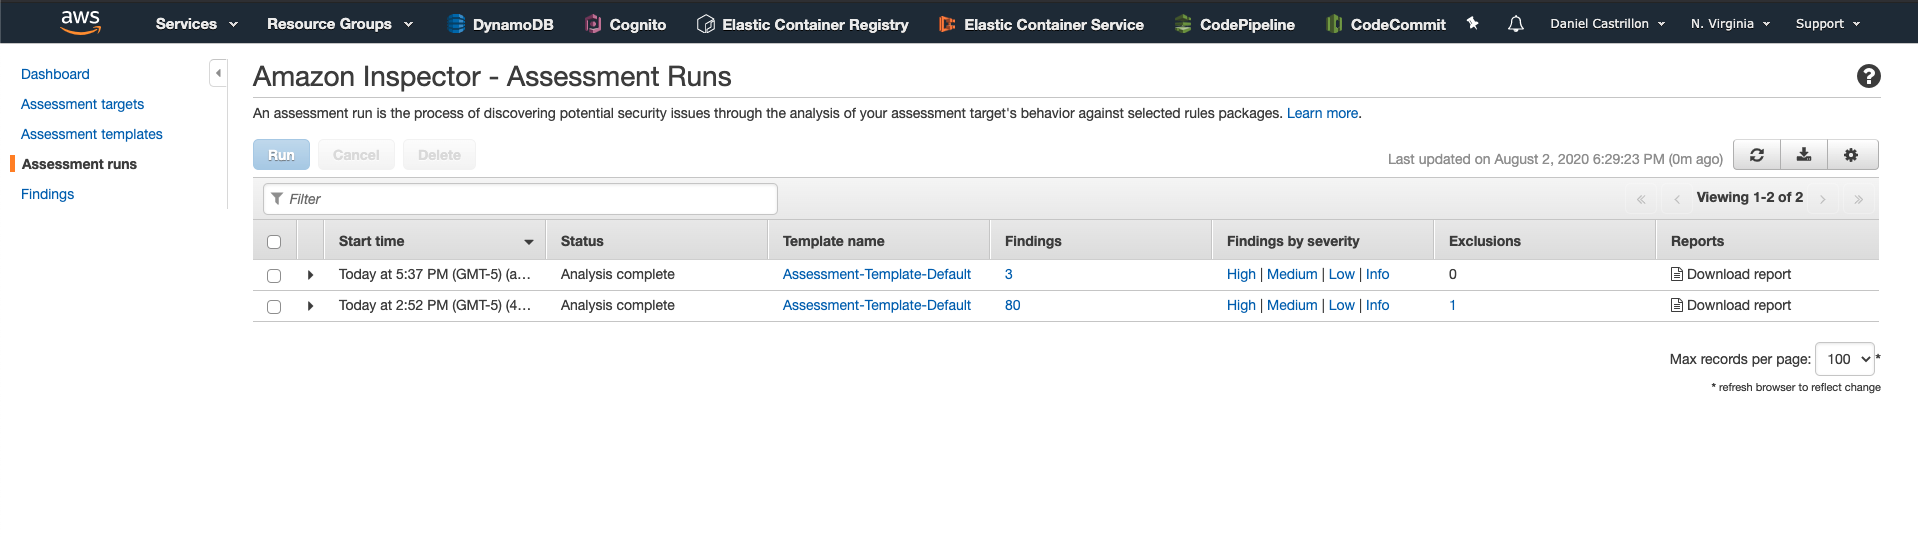 aws Services Resource Groups DynamoDB Cognito Elastic Container Registry Elastic Container Service CodePipeline CodeCommit Daniel Castrillon N. Virginia Support
Dashboard
Assessment targets
Assessment templates
Assessment runs
Findings
Amazon Inspector - Assessment Runs
An assessment run is the process of discovering potential security issues through the analysis of your assessment target's behavior against selected rules packages. Learn more.
Run Cancel Delete Last updated on August 2, 2020 6:29:23 PM (0m ago)
Filter « ‹ Viewing 1-2 of 2 › »
Start time Status Template name Findings Findings by severity Exclusions Reports
Today at 5:37 PM (GMT-5) (a... Analysis complete Assessment-Template-Default 3 High | Medium | Low | Info 0 Download report
Today at 2:52 PM (GMT-5) (4... Analysis complete Assessment-Template-Default 80 High | Medium | Low | Info 1 Download report
Max records per page: 100 *
* refresh browser to reflect change